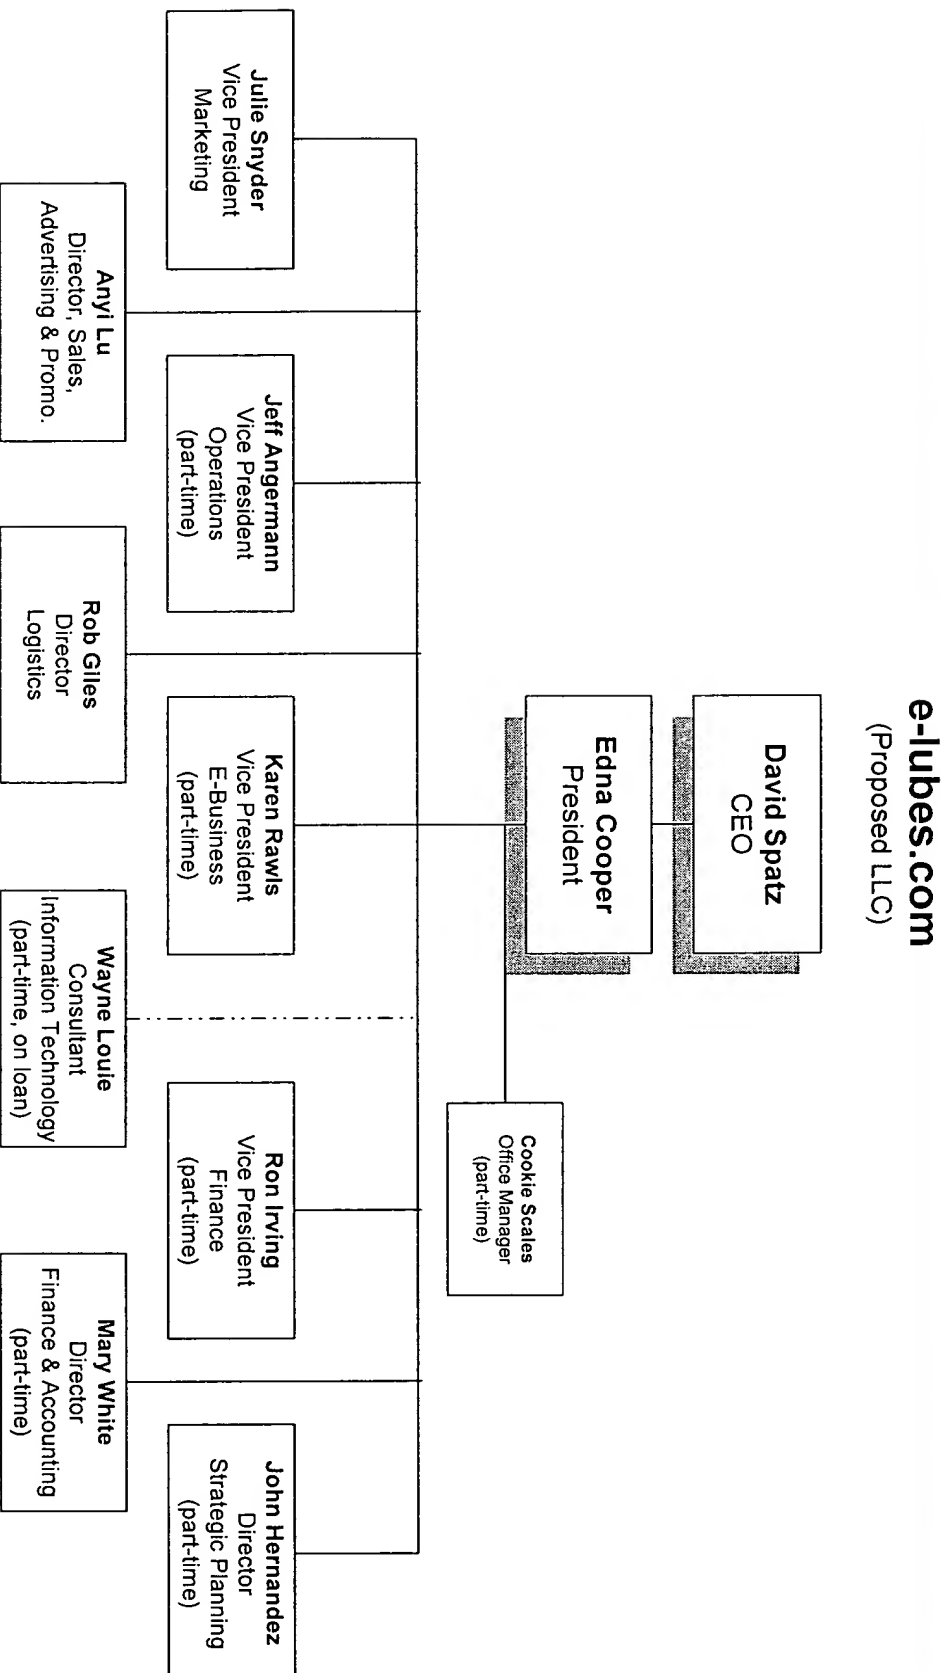 e-lubes.com
(Proposed LLC)
David Spatz
CEO
Edna Cooper
President
Cookie Scales
Office Manager
(part-time)
Julie Snyder
Vice President
Marketing
Jeff Angermann
Vice President
Operations
(part-time)
Karen Rawls
Vice President
E-Business
(part-time)
Ron Irving
Vice President
Finance
(part-time)
John Hernandez
Director
Strategic Planning
(part-time)
Anyi Lu
Director, Sales,
Advertising & Promo.
Rob Giles
Director
Logistics
Wayne Louie
Consultant
Information Technology
(part-time, on loan)
Mary White
Director
Finance & Accounting
(part-time)